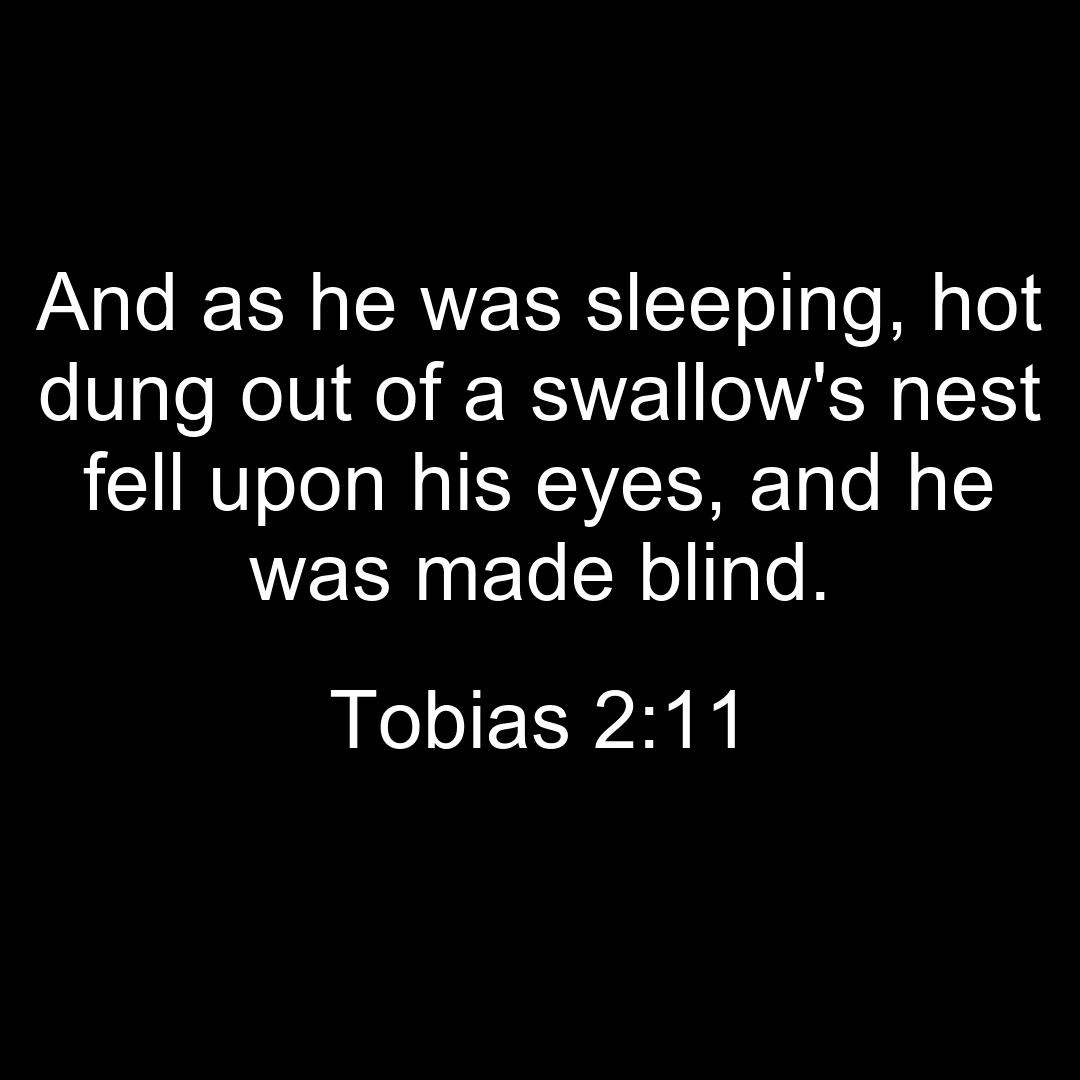 And as he was sleeping, hot
dung out of a swallow's nest
fell upon his eyes, and he
was made blind.
Tobias 2:11